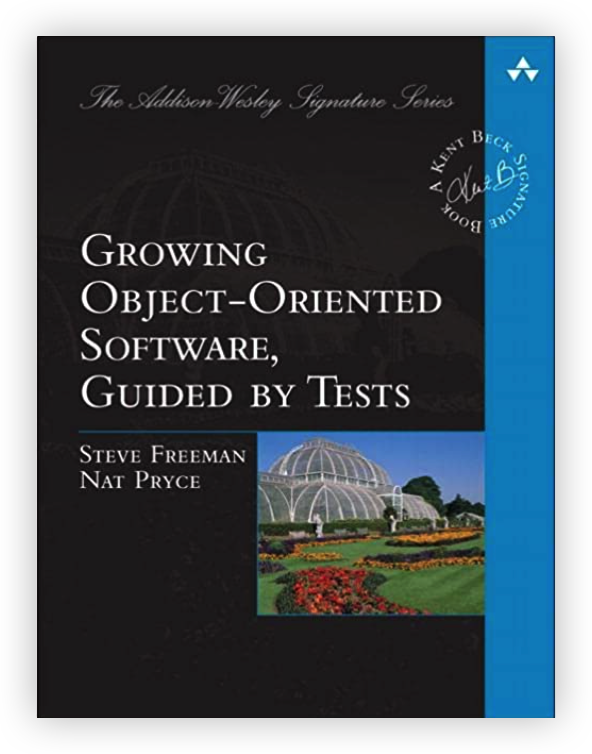 The Addison-Wesley Signature Series
A KENT BECK SIGNATURE BOOK
Kent B
GROWING
OBJECT-ORIENTED
SOFTWARE,
GUIDED BY TESTS
STEVE FREEMAN
NAT PRYCE